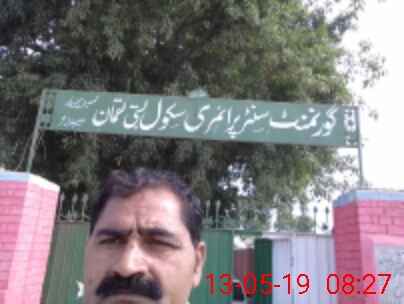 گورنمنٹ سنٹر پرائمری سکول بستی لقمان
13-05-19 08:27